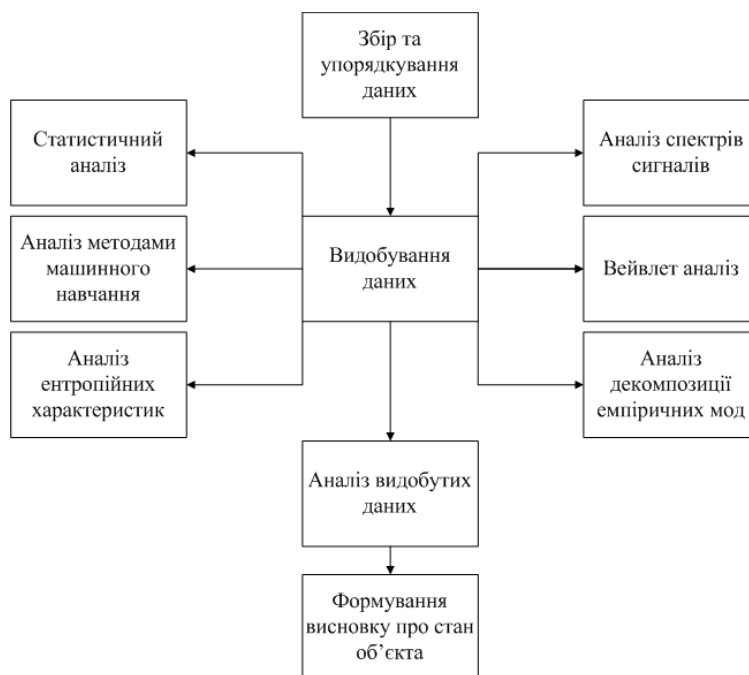 Збір та
упорядкування
даних
Статистичний
аналіз
Аналіз спектрів
сигналів
Аналіз методами
машинного
навчання
Видобування
даних
Вейвлет аналіз
Аналіз
ентропійних
характеристик
Аналіз
декомпозиції
емпіричних мод
Аналіз видобутих
даних
Формування
висновку про стан
об’єкта